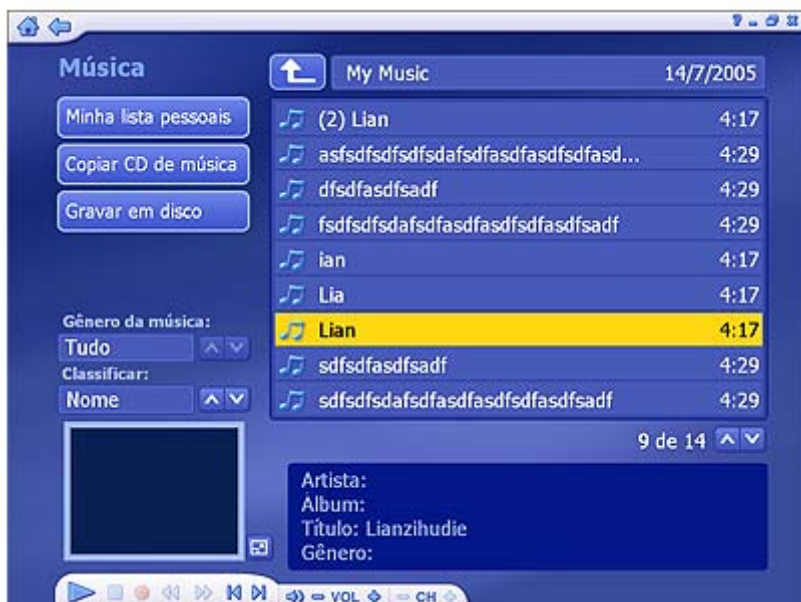 Música
Minha lista pessoais
Copiar CD de música
Gravar em disco
Gênero da música:
Tudo
Classificar:
Nome
My Music 14/7/2005
(2) Lian 4:17
asfsdfsdfsdfsdafsdfasdfasdfsdfasd... 4:29
dfsdfasdfsadf 4:29
fsdfsdfsdafsdfasdfasdfsdfasdfsadf 4:29
ian 4:17
Lia 4:17
Lian 4:17
sdfsdfasdfsadf 4:29
sdfsdfsdafsdfasdfasdfsdfasdfsadf 4:29
9 de 14
Artista:
Álbum:
Título: Lianzihudie
Gênero:
VOL CH